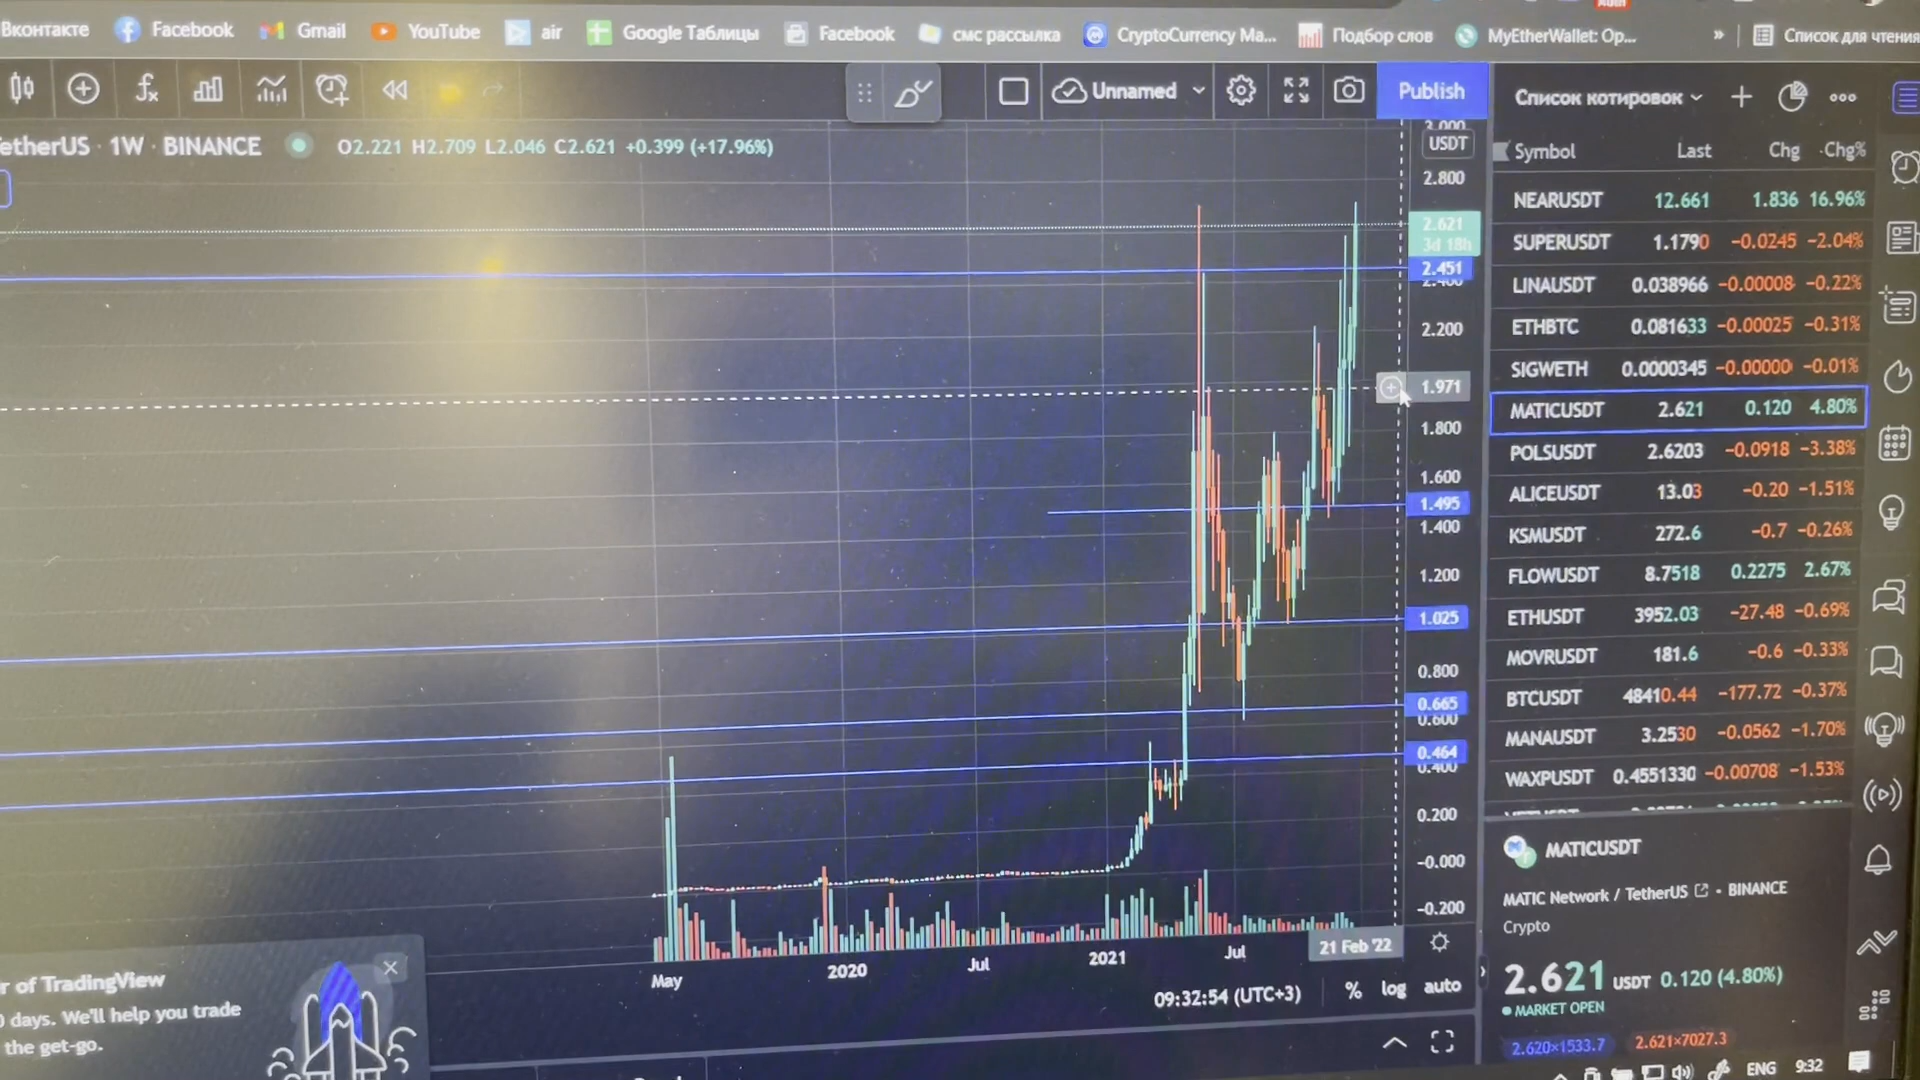 Вконтакте Facebook Gmail YouTube air Google Таблицы Facebook смс рассылка CryptoCurrency Ma... Подбор слов MyEtherWallet: Op... » Список для чтения
Unnamed Publish
TetherUS · 1W · BINANCE O2.221 H2.709 L2.046 C2.621 +0.399 (+17.96%)
3.000
USDT
2.800
2.621
3d 18h
2.451
2.400
2.200
1.971
1.800
1.600
1.495
1.400
1.200
1.025
0.800
0.665
0.600
0.464
0.400
0.200
-0.000
-0.200
May 2020 Jul 2021 Jul 21 Feb '22
09:32:54 (UTC+3) % log auto
r of TradingView
0 days. We'll help you trade
the get-go.
Список котировок
Symbol Last Chg Chg%
NEARUSDT 12.661 1.836 16.96%
SUPERUSDT 1.1790 -0.0245 -2.04%
LINAUSDT 0.038966 -0.00008 -0.22%
ETHBTC 0.081633 -0.00025 -0.31%
SIGWETH 0.0000345 -0.00000 -0.01%
MATICUSDT 2.621 0.120 4.80%
POLSUSDT 2.6203 -0.0918 -3.38%
ALICEUSDT 13.03 -0.20 -1.51%
KSMUSDT 272.6 -0.7 -0.26%
FLOWUSDT 8.7518 0.2275 2.67%
ETHUSDT 3952.03 -27.48 -0.69%
MOVRUSDT 181.6 -0.6 -0.33%
BTCUSDT 48410.44 -177.72 -0.37%
MANAUSDT 3.2530 -0.0562 -1.70%
WAXPUSDT 0.4551330 -0.00708 -1.53%
MATICUSDT
MATIC Network / TetherUS · BINANCE
Crypto
2.621 USDT 0.120 (4.80%)
MARKET OPEN
2.620×1533.7 2.621×7027.3
ENG 9:32